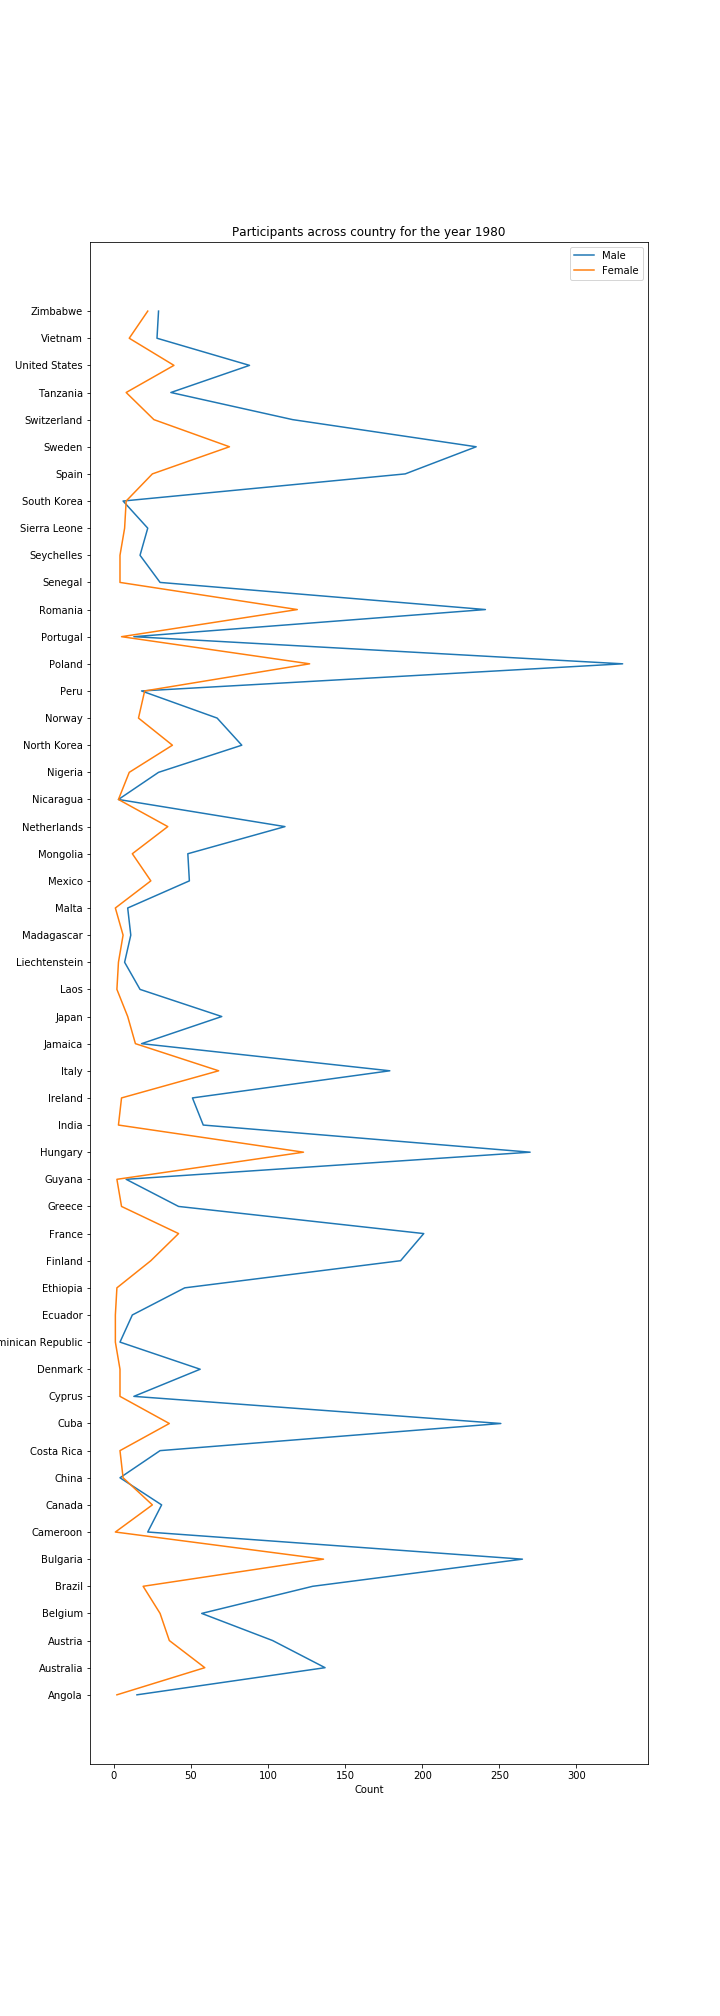 Participants across country for the year 1980
Male
Female
Zimbabwe
Vietnam
United States
Tanzania
Switzerland
Sweden
Spain
South Korea
Sierra Leone
Seychelles
Senegal
Romania
Portugal
Poland
Peru
Norway
North Korea
Nigeria
Nicaragua
Netherlands
Mongolia
Mexico
Malta
Madagascar
Liechtenstein
Laos
Japan
Jamaica
Italy
Ireland
India
Hungary
Guyana
Greece
France
Finland
Ethiopia
Ecuador
minican Republic
Denmark
Cyprus
Cuba
Costa Rica
China
Canada
Cameroon
Bulgaria
Brazil
Belgium
Austria
Australia
Angola
0 50 100 150 200 250 300
Count